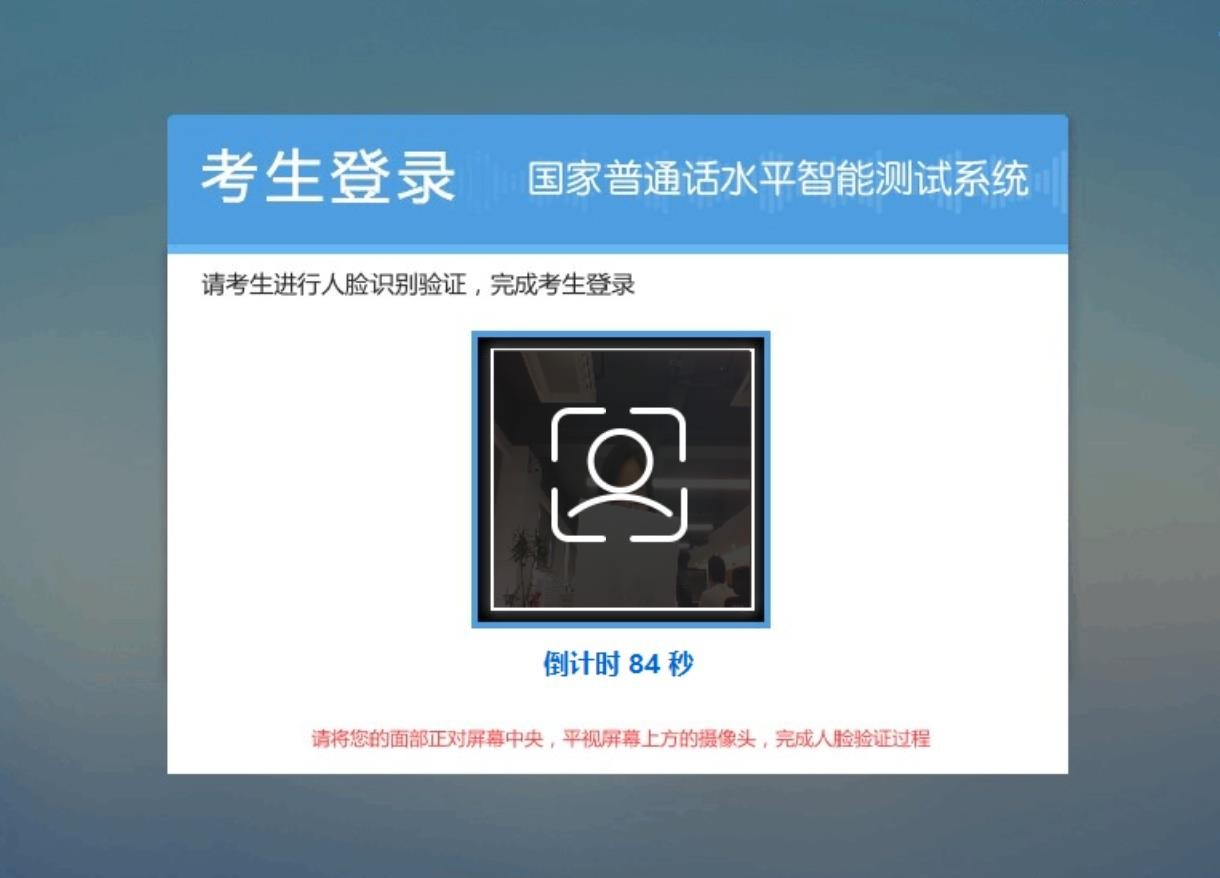 考生登录 国家普通话水平智能测试系统
请考生进行人脸识别验证，完成考生登录
倒计时 84 秒
请将您的面部正对屏幕中央，平视屏幕上方的摄像头，完成人脸验证过程